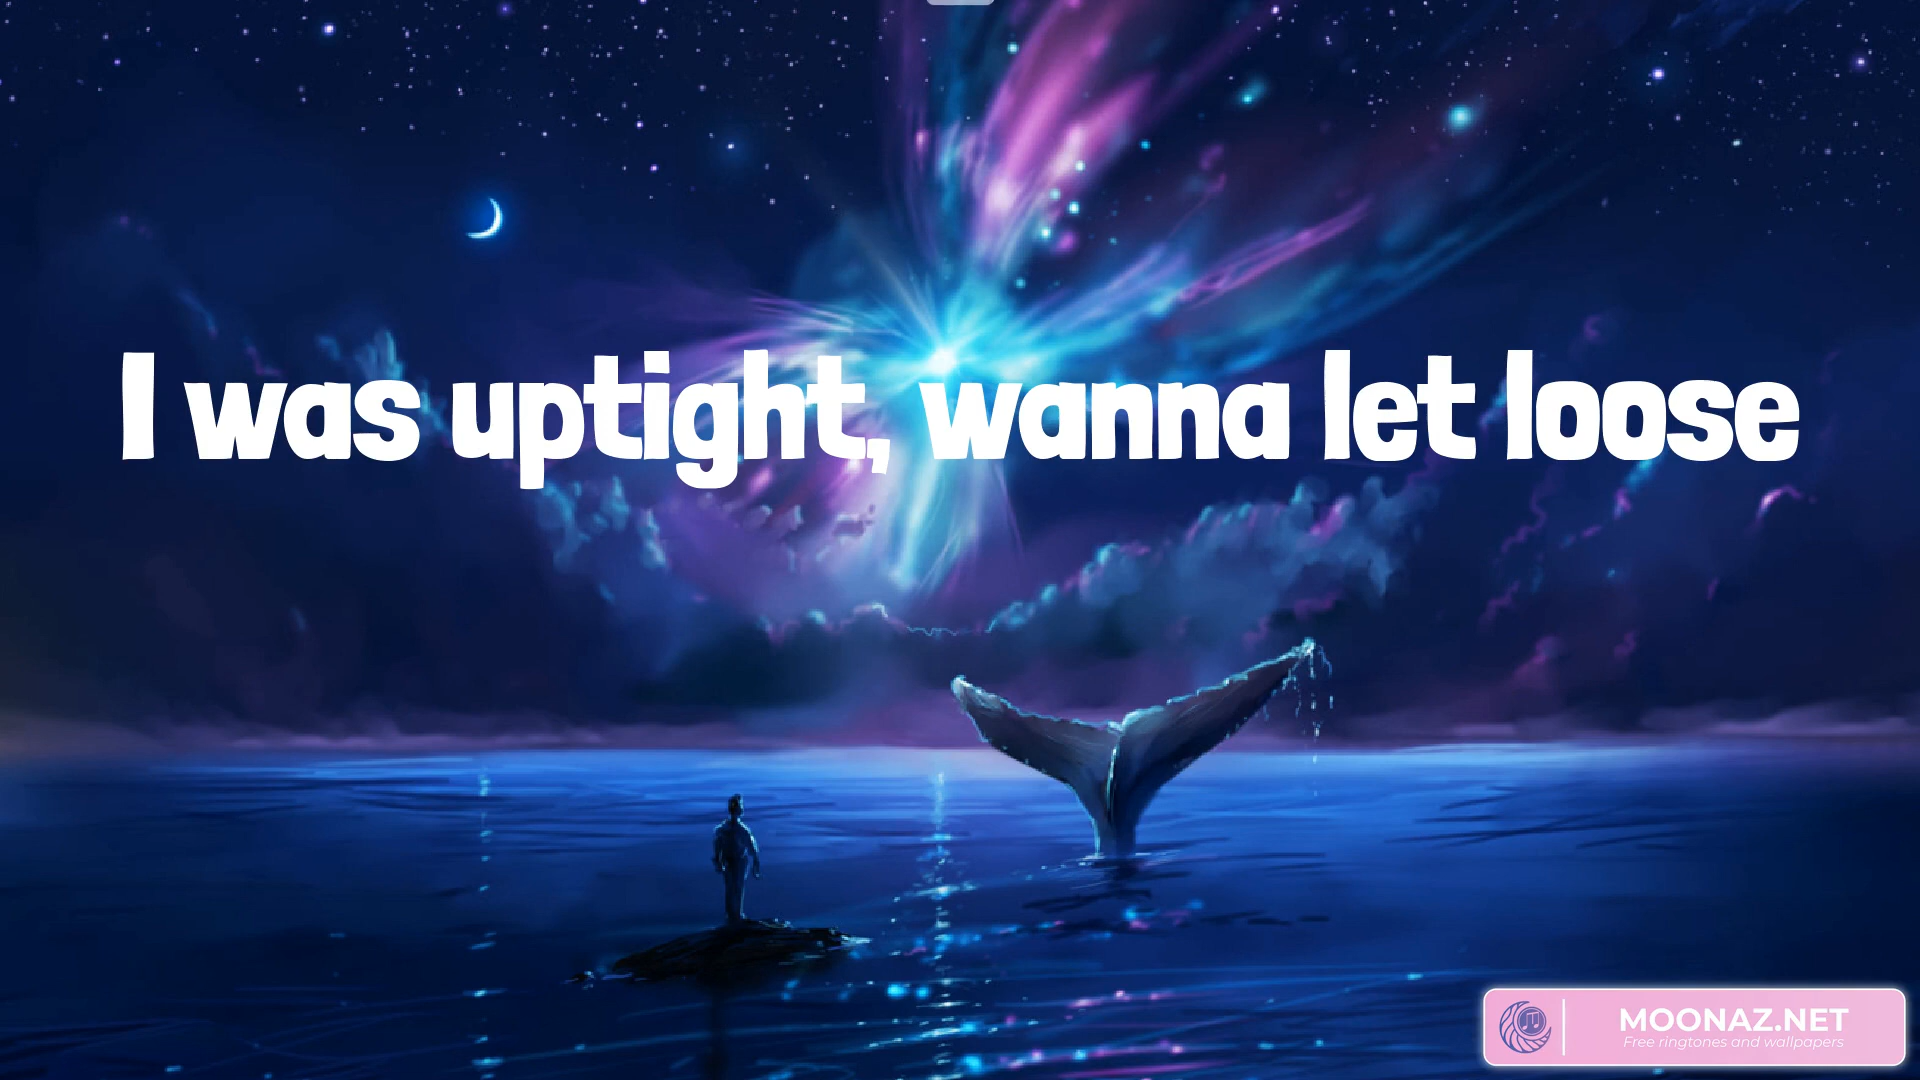 I was uptight, wanna let loose
MOONAZ.NET
Free ringtones and wallpapers